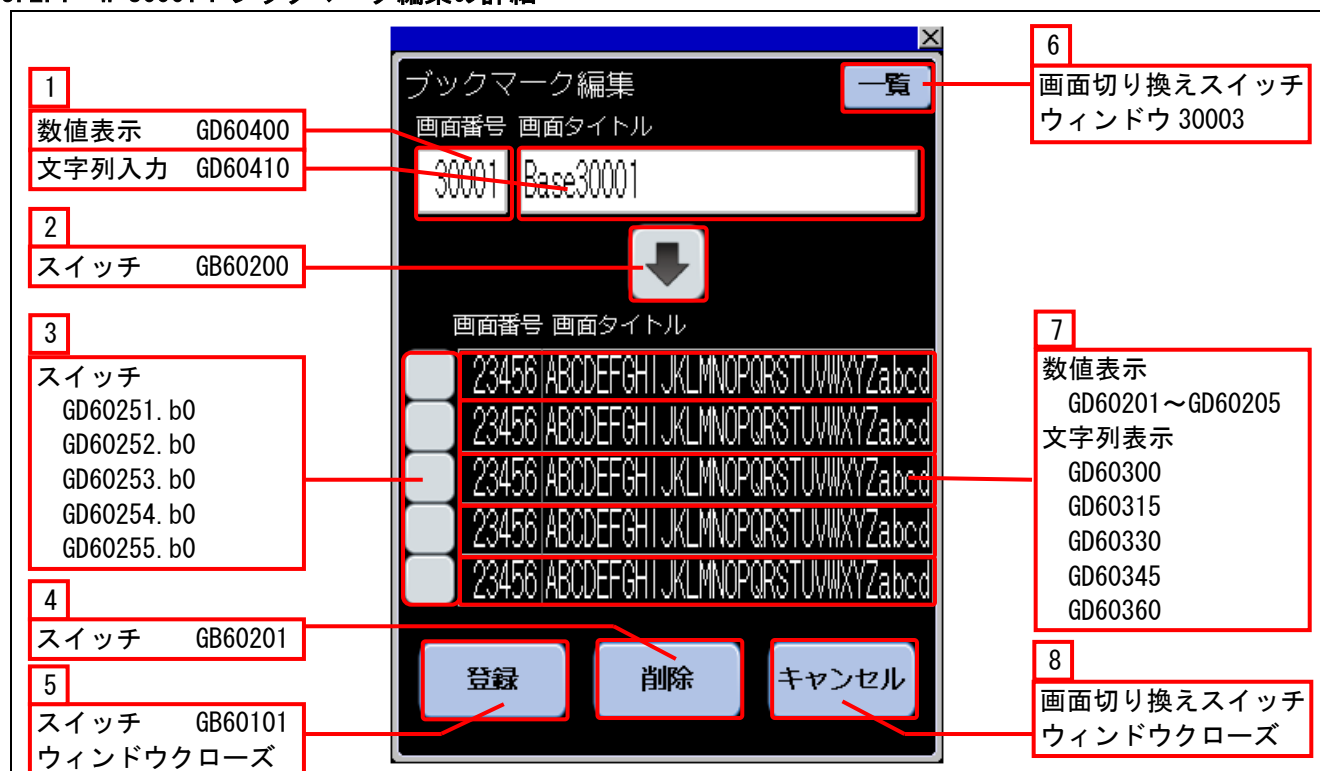 ブックマーク編集の詳細
1
数値表示 GD60400
文字列入力 GD60410
2
スイッチ GB60200
3
スイッチ
GD60251.b0
GD60252.b0
GD60253.b0
GD60254.b0
GD60255.b0
4
スイッチ GB60201
5
スイッチ GB60101
ウィンドウクローズ
ブックマーク編集
一覧
画面番号 画面タイトル
30001 Base30001
画面番号 画面タイトル
23456 ABCDEFGHIJKLMNOPQRSTUVWXYZabcd
23456 ABCDEFGHIJKLMNOPQRSTUVWXYZabcd
23456 ABCDEFGHIJKLMNOPQRSTUVWXYZabcd
23456 ABCDEFGHIJKLMNOPQRSTUVWXYZabcd
23456 ABCDEFGHIJKLMNOPQRSTUVWXYZabcd
登録 削除 キャンセル
6
画面切り換えスイッチ
ウィンドウ 30003
7
数値表示
GD60201～GD60205
文字列表示
GD60300
GD60315
GD60330
GD60345
GD60360
8
画面切り換えスイッチ
ウィンドウクローズ